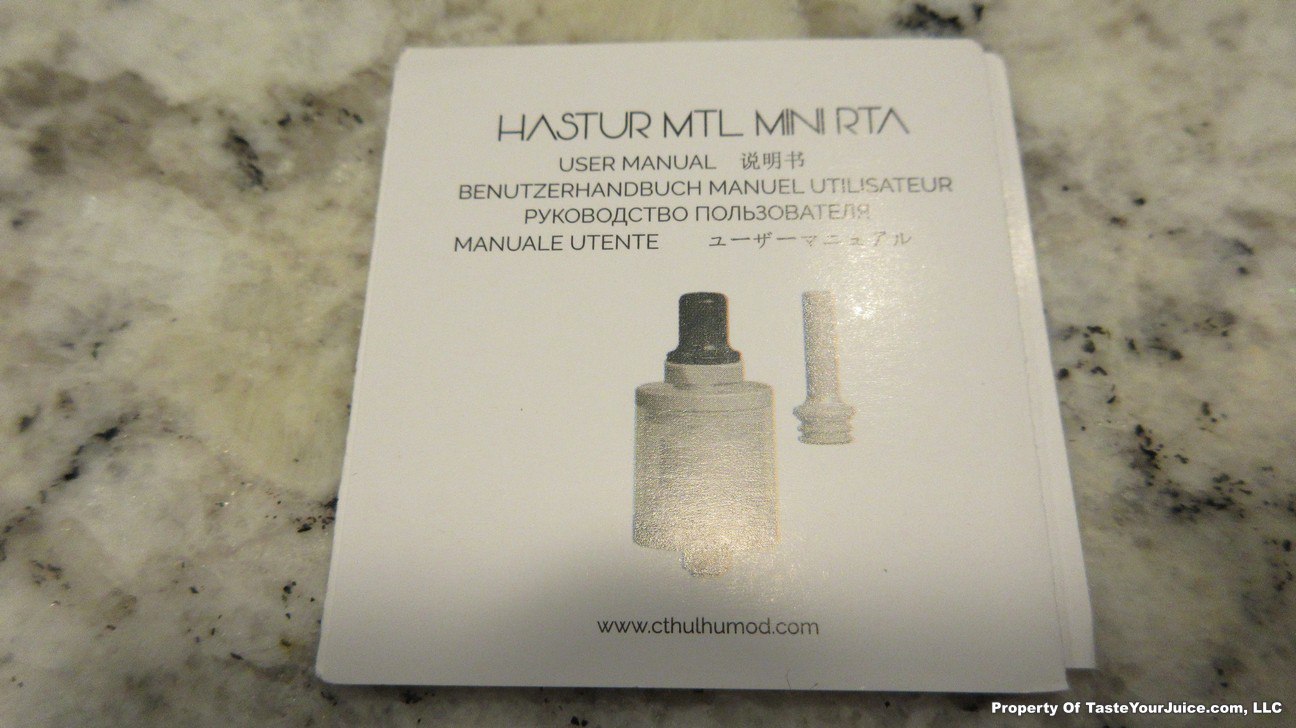 HASTUR MTL MINI RTA
USER MANUAL 说明书
BENUTZERHANDBUCH MANUEL UTILISATEUR
РУКОВОДСТВО ПОЛЬЗОВАТЕЛЯ
MANUALE UTENTE ユーザーマニュアル
www.cthulhumod.com
Property Of TasteYourJuice.com, LLC